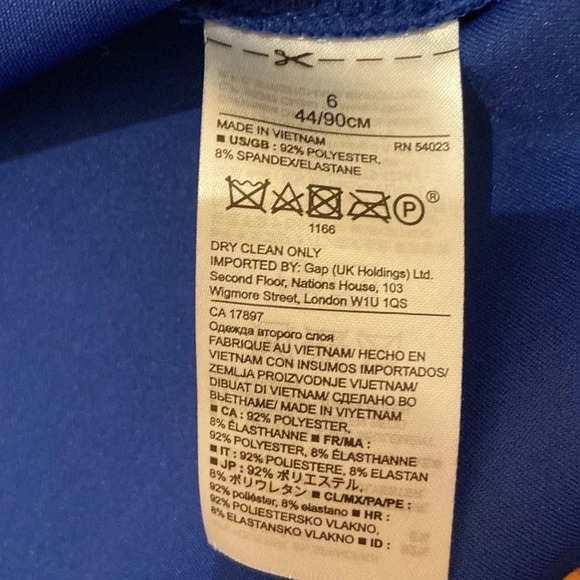 6
44/90CM
MADE IN VIETNAM RN 54023
■ US/GB : 92% POLYESTER,
8% SPANDEX/ELASTANE
P ®
1166
DRY CLEAN ONLY
IMPORTED BY: Gap (UK Holdings) Ltd.
Second Floor, Nations House, 103
Wigmore Street, London W1U 1QS
CA 17897
Одежда второго слоя
FABRIQUE AU VIETNAM/ HECHO EN
VIETNAM CON INSUMOS IMPORTADOS/
ZEMLJA PROIZVODNJE VIJETNAM/
DIBUAT DI VIETNAM/ СДЕЛАНО ВО
ВЬЕТНАМЕ/ MADE IN VIYETNAM
■ CA : 92% POLYESTER,
8% ÉLASTHANNE ■ FR/MA :
92% POLYESTER, 8% ÉLASTHANNE
■ IT : 92% POLIESTERE, 8% ELASTAN
■ JP : 92% ポリエステル,
8% ポリウレタン ■ CL/MX/PA/PE :
92% poliéster, 8% elastano ■ HR :
92% POLIESTERSKO VLAKNO,
8% ELASTANSKO VLAKNO ■ ID :